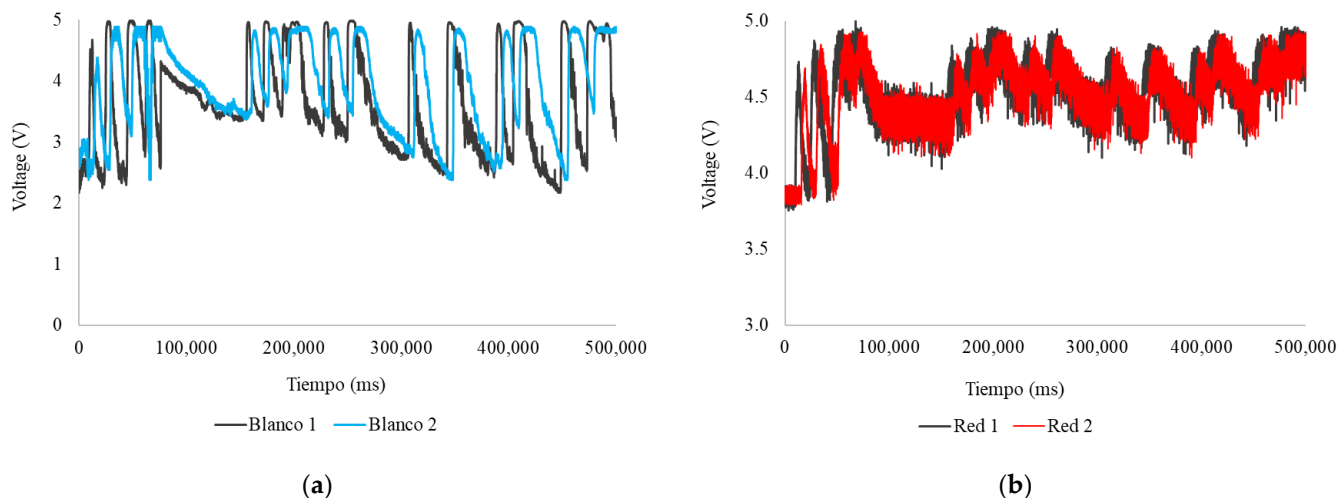 5
4
3
2
1
0
Voltage (V)
0
100,000
200,000
300,000
400,000
500,000
Tiempo (ms)
Blanco 1
Blanco 2
(a)
5.0
4.5
4.0
3.5
3.0
Voltage (V)
0
100,000
200,000
300,000
400,000
500,000
Tiempo (ms)
Red 1
Red 2
(b)